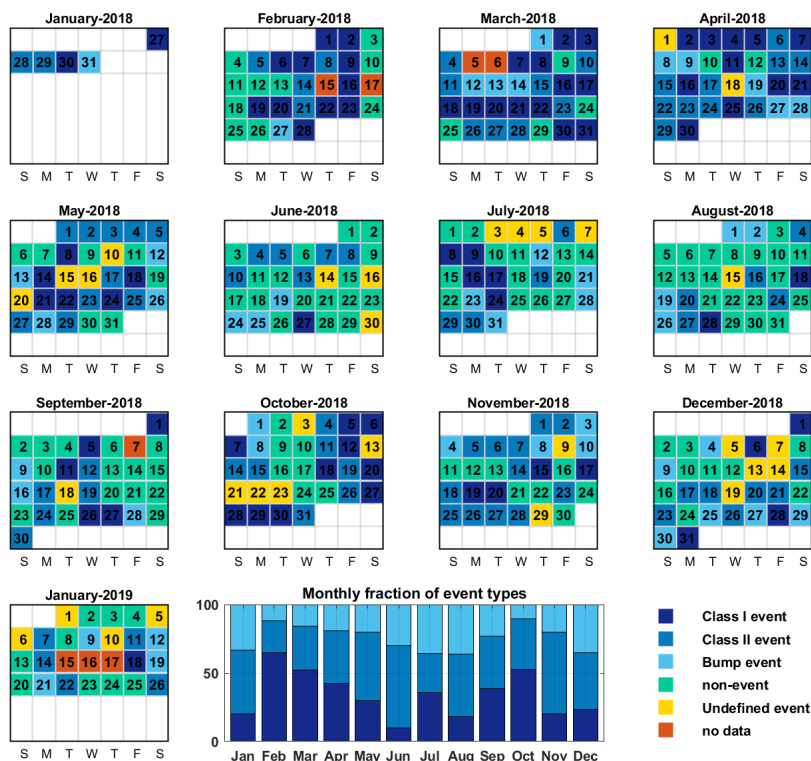 January-2018 February-2018 March-2018 April-2018
27 1 2 3 1 2 3 1 2 3 4 5 6 7
28 29 30 31 4 5 6 7 8 9 10 4 5 6 7 8 9 10 8 9 10 11 12 13 14
11 12 13 14 15 16 17 11 12 13 14 15 16 17 15 16 17 18 19 20 21
18 19 20 21 22 23 24 18 19 20 21 22 23 24 22 23 24 25 26 27 28
25 26 27 28 25 26 27 28 29 30 31 29 30
S M T W T F S S M T W T F S S M T W T F S S M T W T F S
May-2018 June-2018 July-2018 August-2018
1 2 3 4 5 1 2 1 2 3 4 5 6 7 1 2 3 4
6 7 8 9 10 11 12 3 4 5 6 7 8 9 8 9 10 11 12 13 14 5 6 7 8 9 10 11
13 14 15 16 17 18 19 10 11 12 13 14 15 16 15 16 17 18 19 20 21 12 13 14 15 16 17 18
20 21 22 23 24 25 26 17 18 19 20 21 22 23 22 23 24 25 26 27 28 19 20 21 22 23 24 25
27 28 29 30 31 24 25 26 27 28 29 30 29 30 31 26 27 28 29 30 31
S M T W T F S S M T W T F S S M T W T F S S M T W T F S
September-2018 October-2018 November-2018 December-2018
1 1 2 3 4 5 6 1 2 3 1
2 3 4 5 6 7 8 7 8 9 10 11 12 13 4 5 6 7 8 9 10 2 3 4 5 6 7 8
9 10 11 12 13 14 15 14 15 16 17 18 19 20 11 12 13 14 15 16 17 9 10 11 12 13 14 15
16 17 18 19 20 21 22 21 22 23 24 25 26 27 18 19 20 21 22 23 24 16 17 18 19 20 21 22
23 24 25 26 27 28 29 28 29 30 31 25 26 27 28 29 30 23 24 25 26 27 28 29
30 30 31
S M T W T F S S M T W T F S S M T W T F S S M T W T F S
January-2019 Monthly fraction of event types
1 2 3 4 5
6 7 8 9 10 11 12
13 14 15 16 17 18 19
20 21 22 23 24 25 26
S M T W T F S
100
50
0
Jan Feb Mar Apr May Jun Jul Aug Sep Oct Nov Dec
Class I event
Class II event
Bump event
non-event
Undefined event
no data